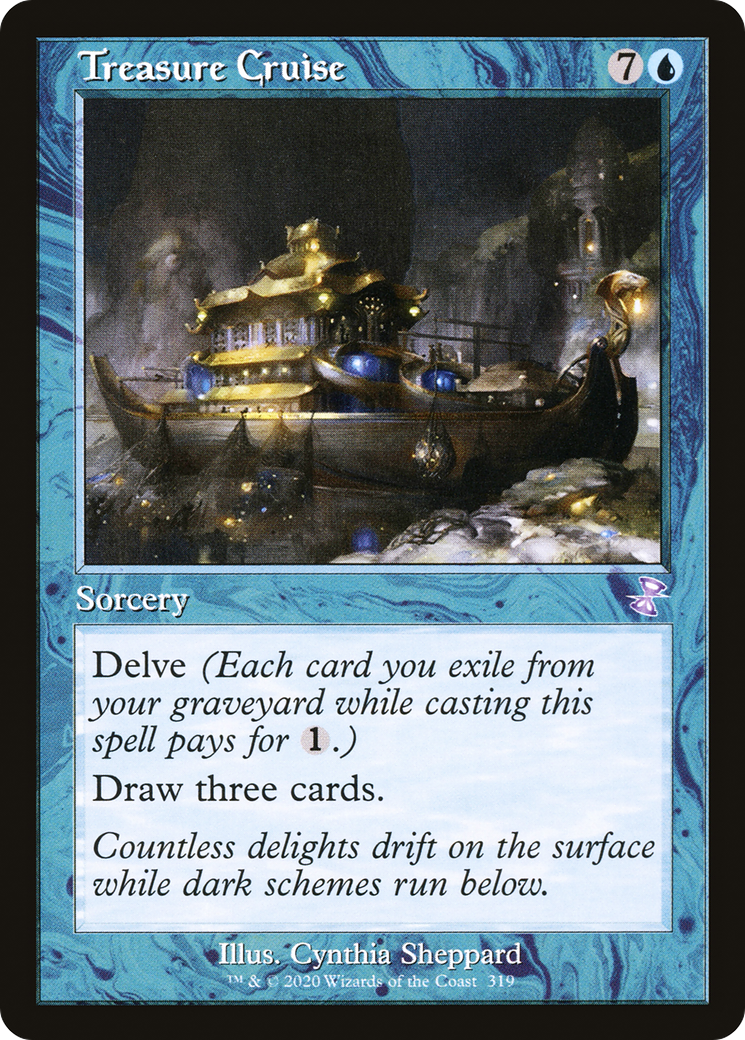 Treasure Cruise 7
Sorcery
Delve (Each card you exile from
your graveyard while casting this
spell pays for 1.)
Draw three cards.
Countless delights drift on the surface
while dark schemes run below.
Illus. Cynthia Sheppard
™ & © 2020 Wizards of the Coast 319